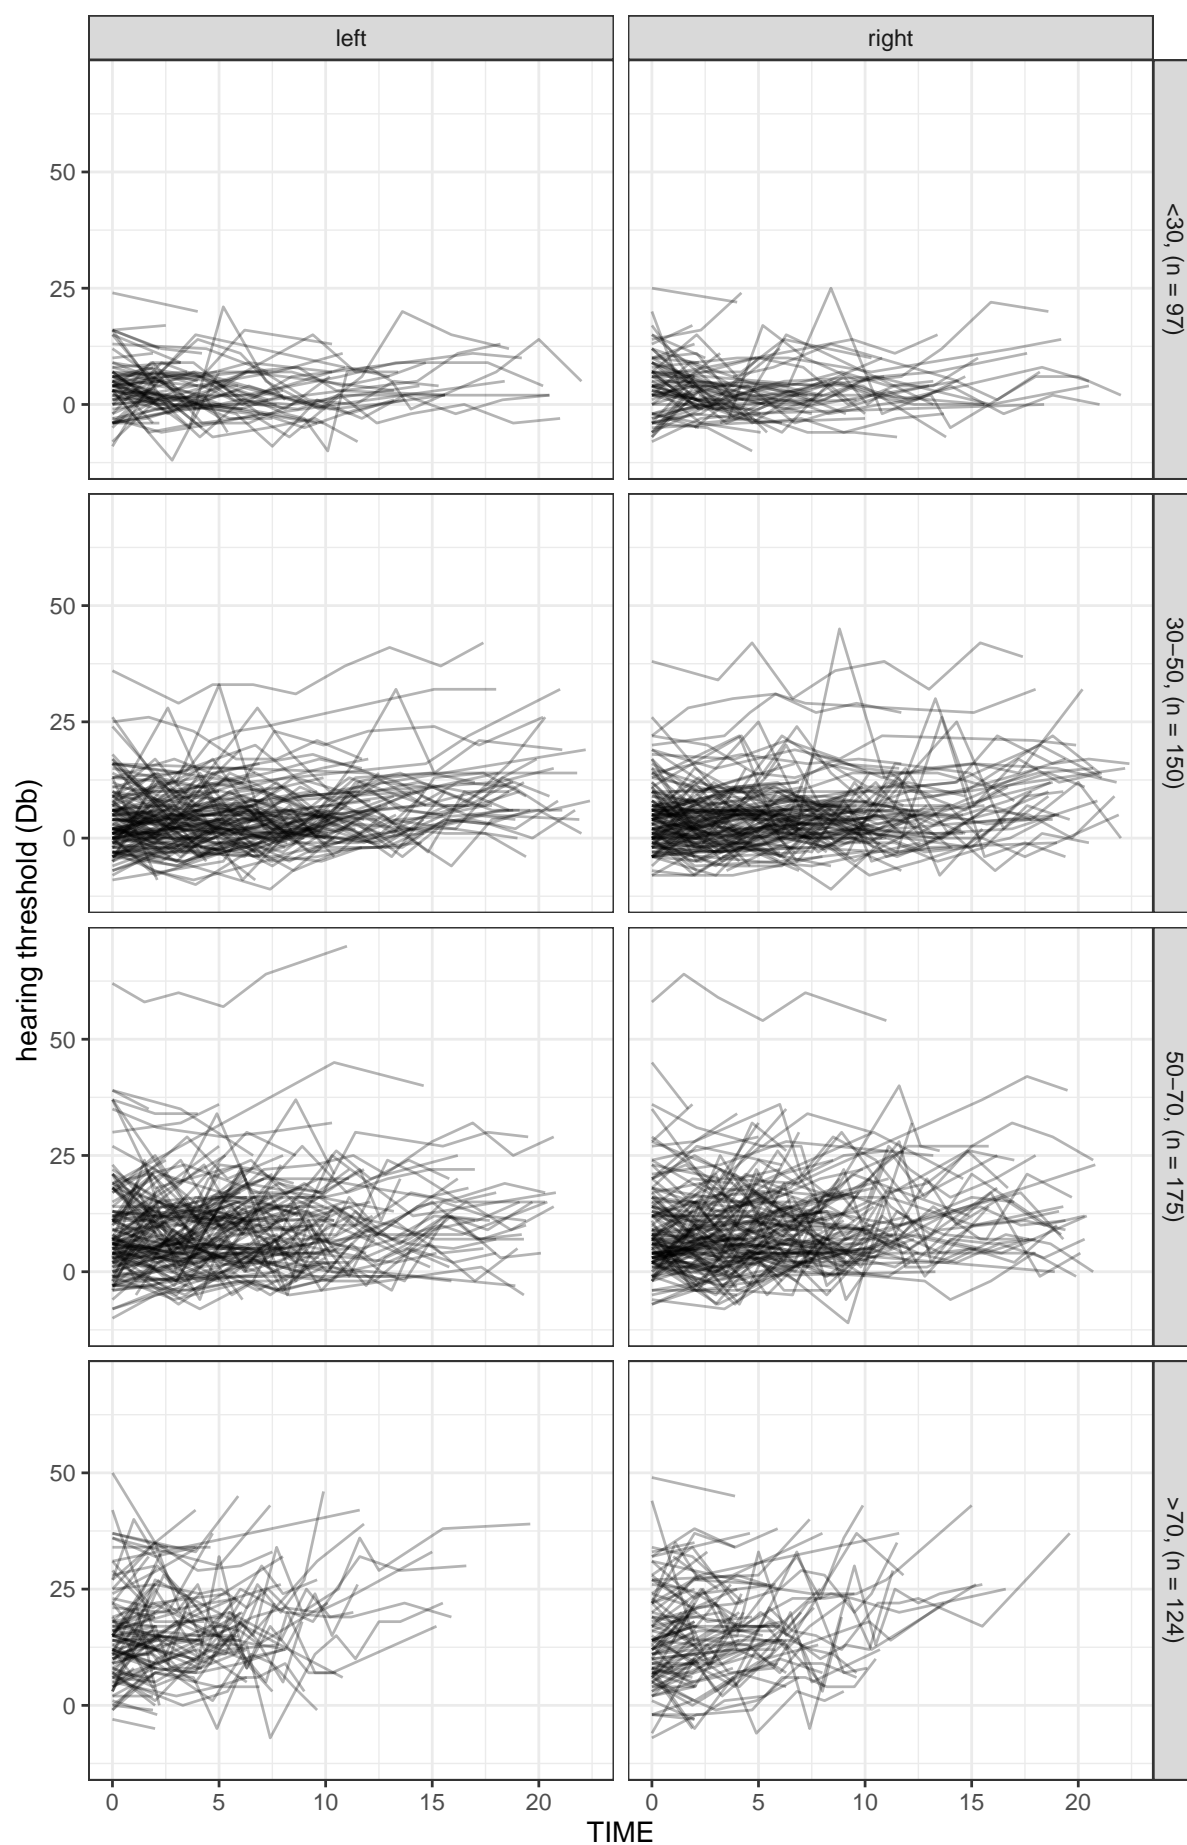 left
right
50
25
0
<30, (n = 97)
50
25
0
30−50, (n = 150)
50
25
0
50−70, (n = 175)
50
25
0
>70, (n = 124)
hearing threshold (Db)
0 5 10 15 20
0 5 10 15 20
TIME